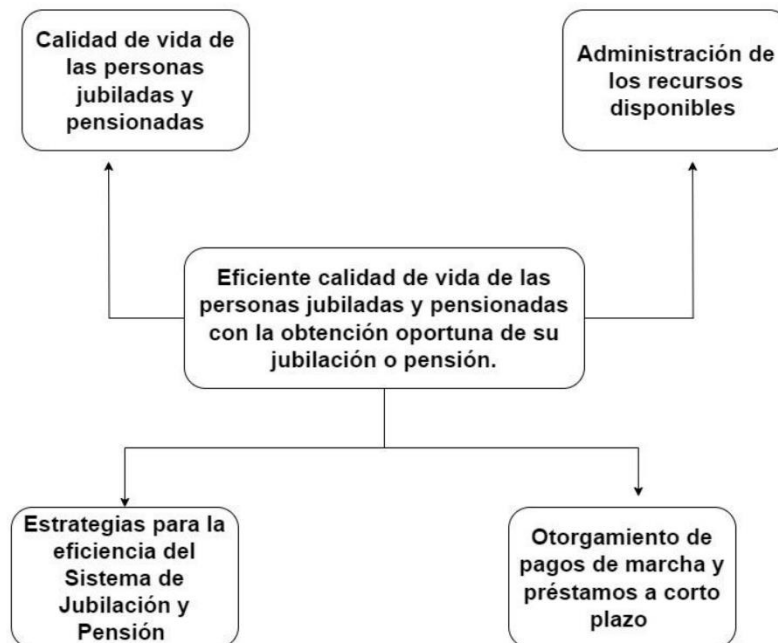 Calidad de vida de
las personas
jubiladas y
pensionadas
Administración de
los recursos
disponibles
Eficiente calidad de vida de las
personas jubiladas y pensionadas
con la obtención oportuna de su
jubilación o pensión.
Estrategias para la
eficiencia del
Sistema de
Jubilación y
Pensión
Otorgamiento de
pagos de marcha y
préstamos a corto
plazo